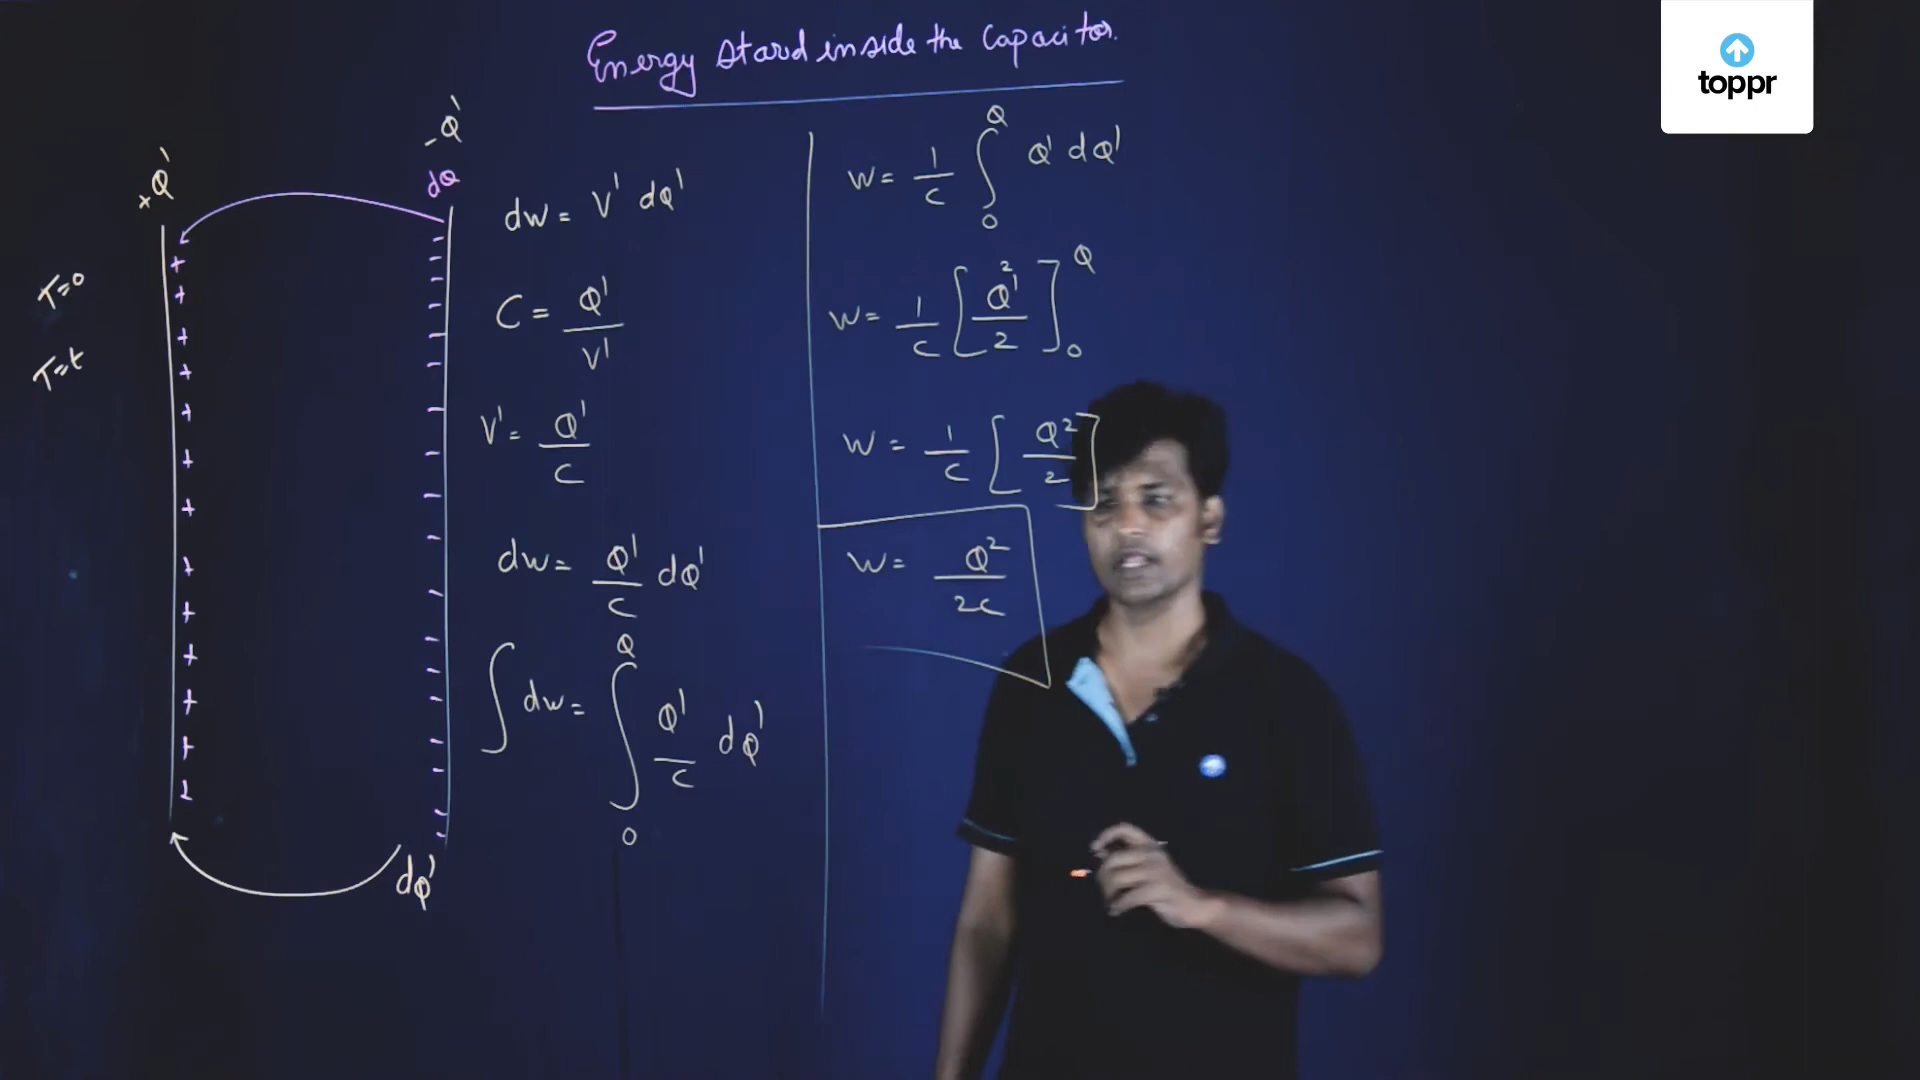 Energy stored inside the Capacitor.
toppr
+Q'
-Q'
dQ
T=0
T=t
dQ'
dw = V' dQ'
C = Q'/V'
V' = Q'/C
dw = Q'/C dQ'
∫dw = ∫₀^Q Q'/C dQ'
W = 1/C ∫₀^Q Q' dQ'
W = 1/C [Q'²/2]₀^Q
W = 1/C [Q²/2]
W = Q²/2C